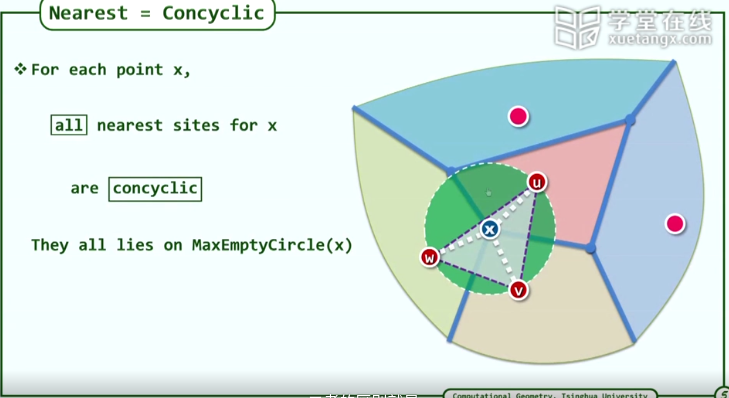 Nearest = Concyclic
学堂在线
xuetangx.com
❖For each point x,
all nearest sites for x
are concyclic
They all lies on MaxEmptyCircle(x)
u
x
w
v
Computational Geometry, Tsinghua University